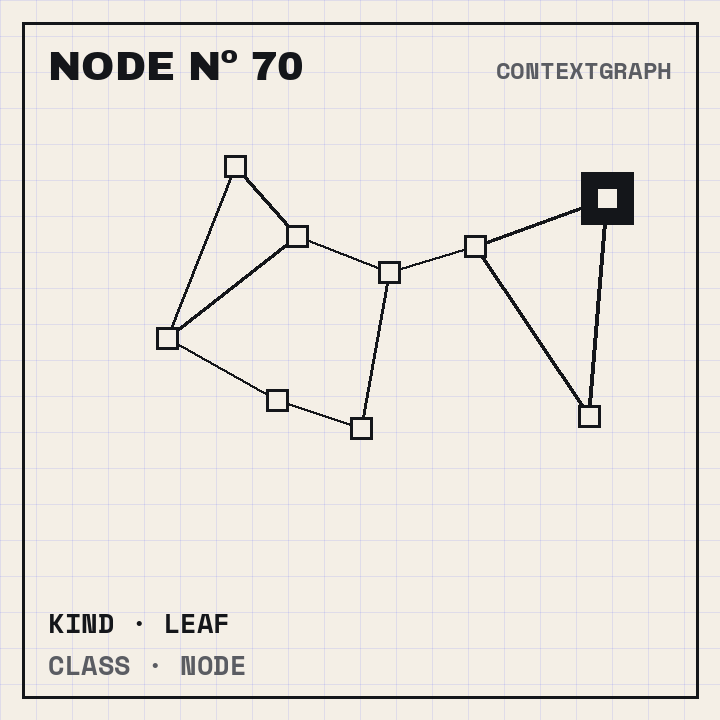 NODE Nº 70
CONTEXTGRAPH
KIND · LEAF
CLASS · NODE